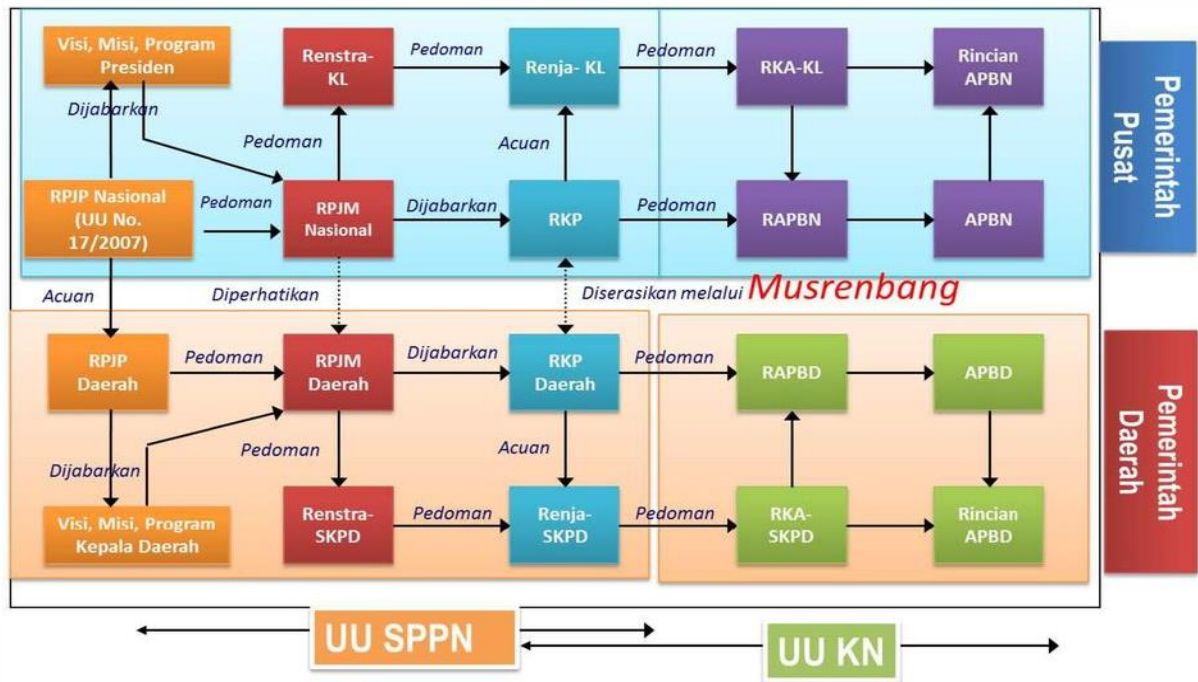 Visi, Misi, Program
Presiden
Renstra-
KL
Pedoman
Renja- KL
Pedoman
RKA-KL
Rincian
APBN
Dijabarkan
Pedoman
Acuan
RPJP Nasional
(UU No.
17/2007)
Pedoman
RPJM
Nasional
Dijabarkan
RKP
Pedoman
RAPBN
APBN
Pemerintah
Pusat
Acuan
Diperhatikan
Diserasikan melalui Musrenbang
RPJP
Daerah
Pedoman
RPJM
Daerah
Dijabarkan
RKP
Daerah
Pedoman
RAPBD
APBD
Dijabarkan
Pedoman
Acuan
Visi, Misi, Program
Kepala Daerah
Renstra-
SKPD
Pedoman
Renja-
SKPD
Pedoman
RKA-
SKPD
Rincian
APBD
Pemerintah
Daerah
UU SPPN
UU KN